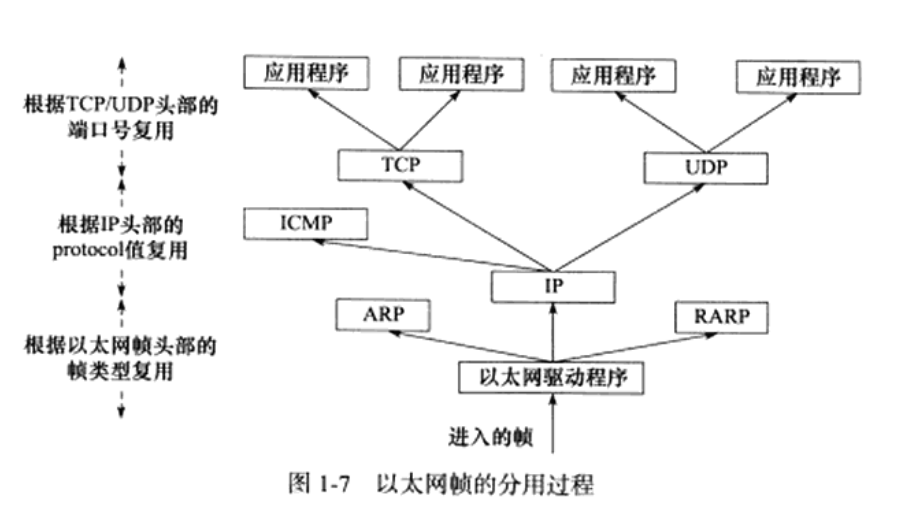 应用程序 应用程序 应用程序 应用程序
根据TCP/UDP头部的
端口号复用
TCP UDP
ICMP
根据IP头部的
protocol值复用
IP
ARP RARP
根据以太网帧头部的
帧类型复用
以太网驱动程序
进入的帧
图 1-7 以太网帧的分用过程